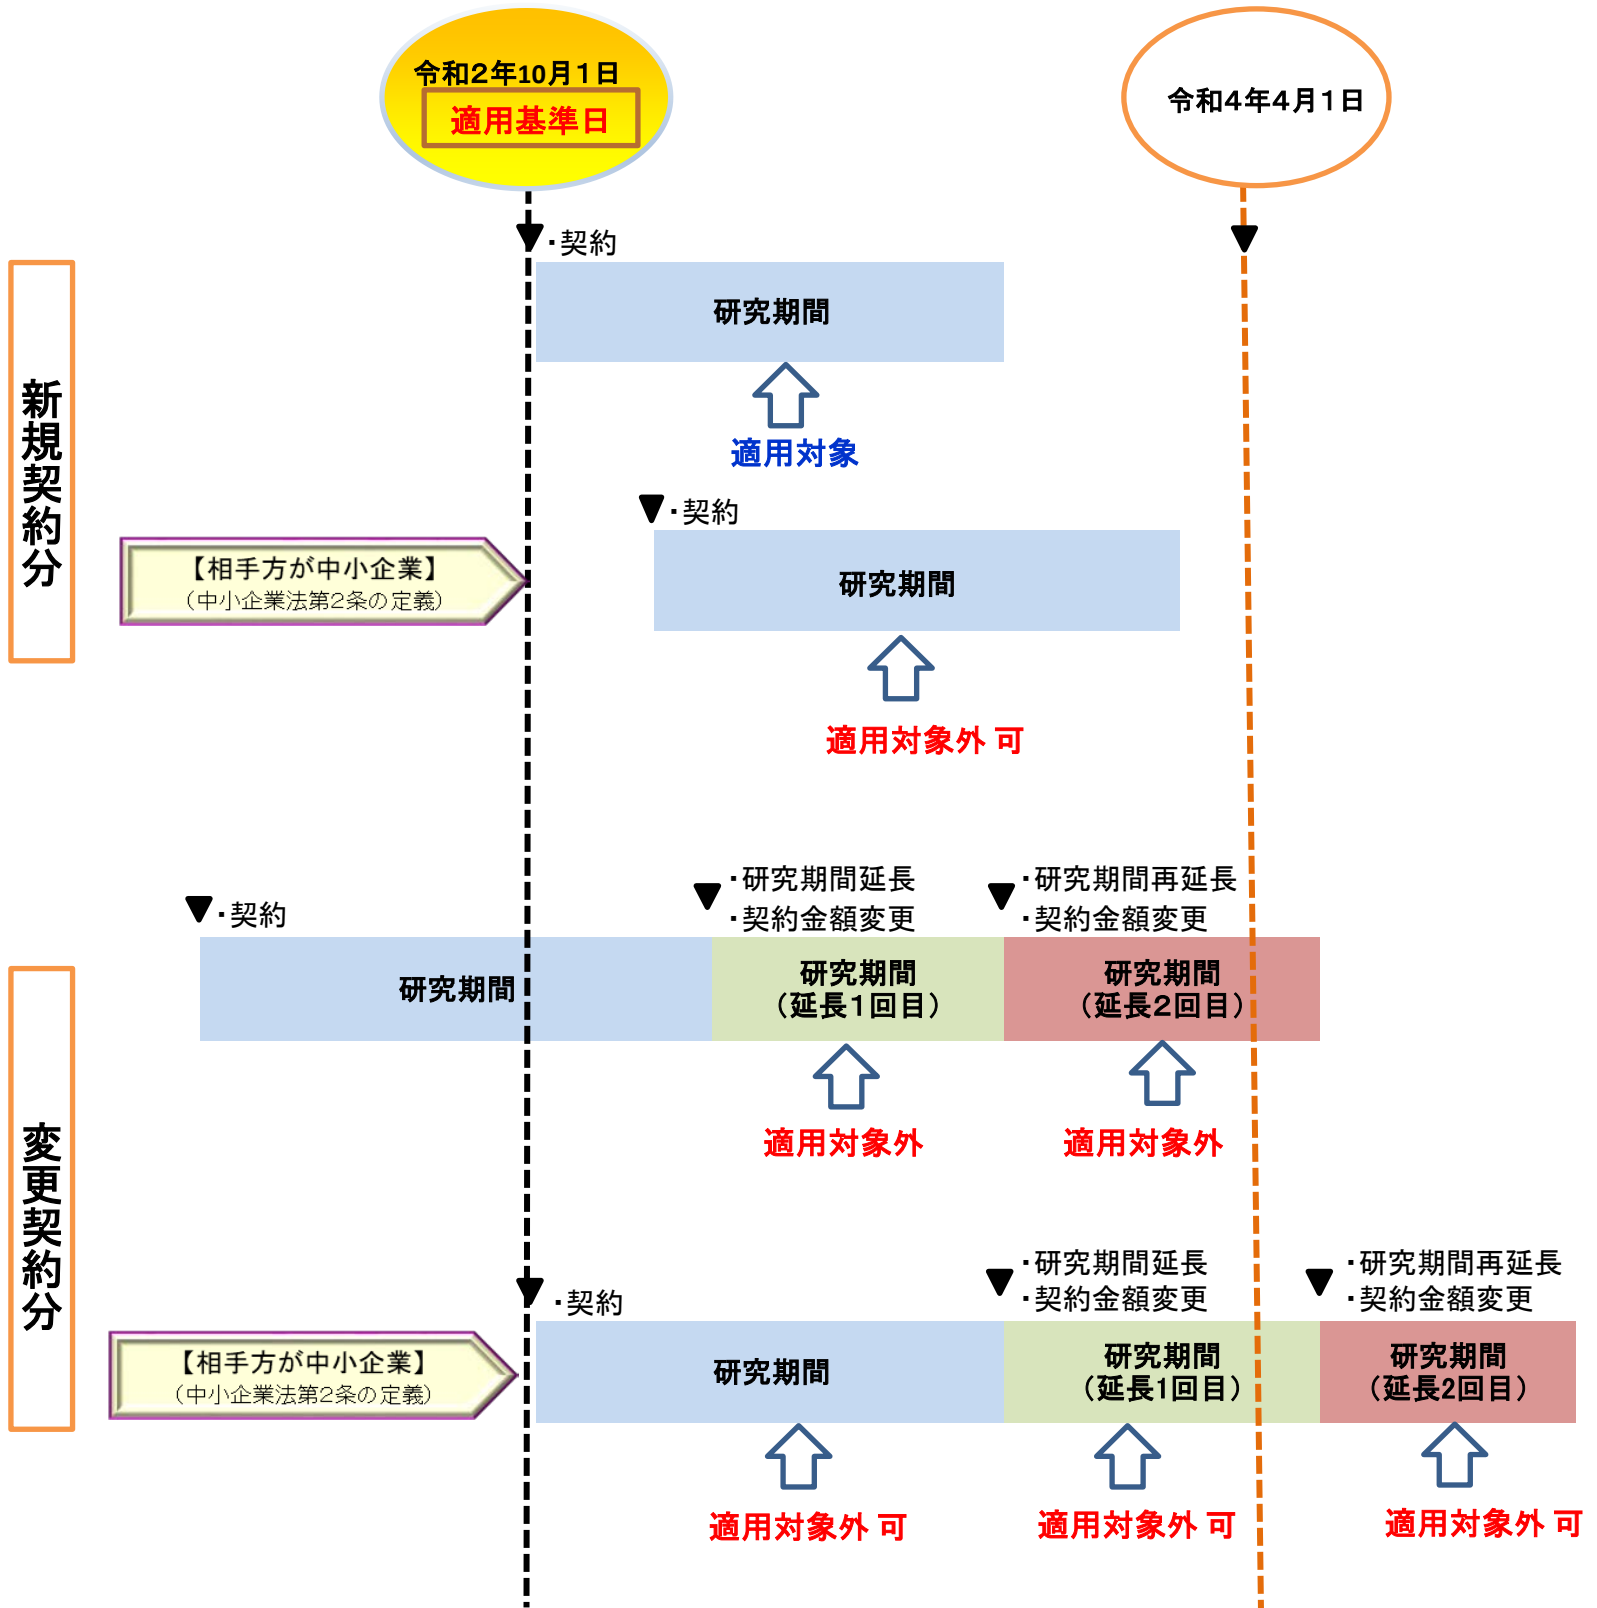 令和2年10月1日
適用基準日
令和4年4月1日
新規契約分
・契約
研究期間
適用対象
・契約
【相手方が中小企業】
（中小企業法第2条の定義）
研究期間
適用対象外 可
変更契約分
・契約
・研究期間延長
・契約金額変更
・研究期間再延長
・契約金額変更
研究期間
研究期間
（延長1回目）
研究期間
（延長2回目）
適用対象外
適用対象外
・契約
・研究期間延長
・契約金額変更
・研究期間再延長
・契約金額変更
【相手方が中小企業】
（中小企業法第2条の定義）
研究期間
研究期間
（延長1回目）
研究期間
（延長2回目）
適用対象外 可
適用対象外 可
適用対象外 可